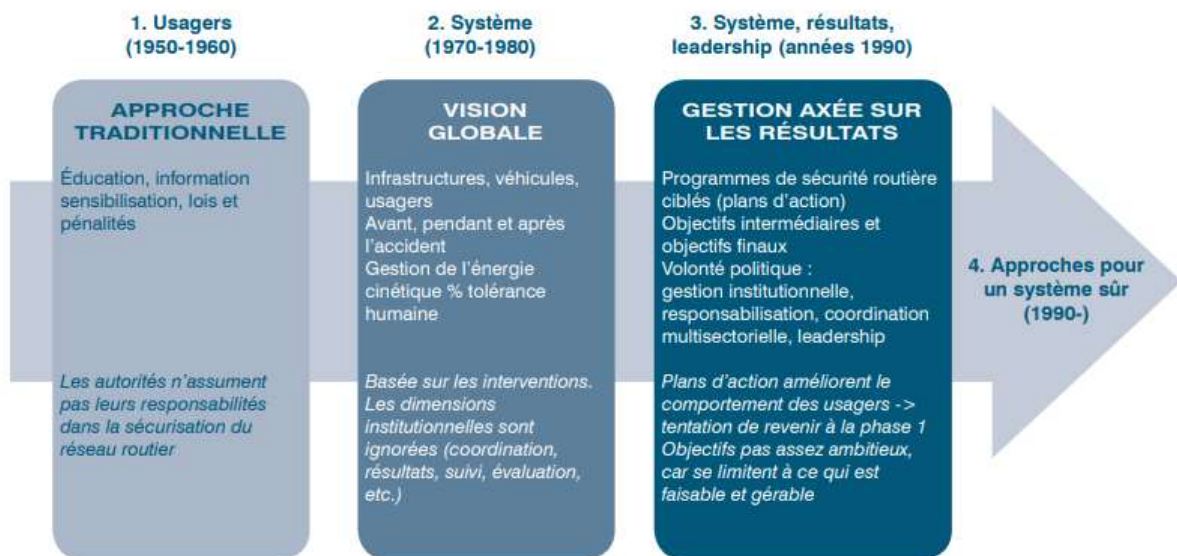 1. Usagers
(1950-1960)
APPROCHE
TRADITIONNELLE
Éducation, information
sensibilisation, lois et
pénalités
Les autorités n'assument
pas leurs responsabilités
dans la sécurisation du
réseau routier
2. Système
(1970-1980)
VISION
GLOBALE
Infrastructures, véhicules,
usagers
Avant, pendant et après
l'accident
Gestion de l'énergie
cinétique % tolérance
humaine
Basée sur les interventions.
Les dimensions
institutionnelles sont
ignorées (coordination,
résultats, suivi, évaluation,
etc.)
3. Système, résultats,
leadership (années 1990)
GESTION AXÉE SUR
LES RÉSULTATS
Programmes de sécurité routière
ciblés (plans d'action)
Objectifs intermédiaires et
objectifs finaux
Volonté politique :
gestion institutionnelle,
responsabilisation, coordination
multisectorielle, leadership
Plans d'action améliorent le
comportement des usagers ->
tentation de revenir à la phase 1
Objectifs pas assez ambitieux,
car se limitent à ce qui est
faisable et gérable
4. Approches pour
un système sûr
(1990-)